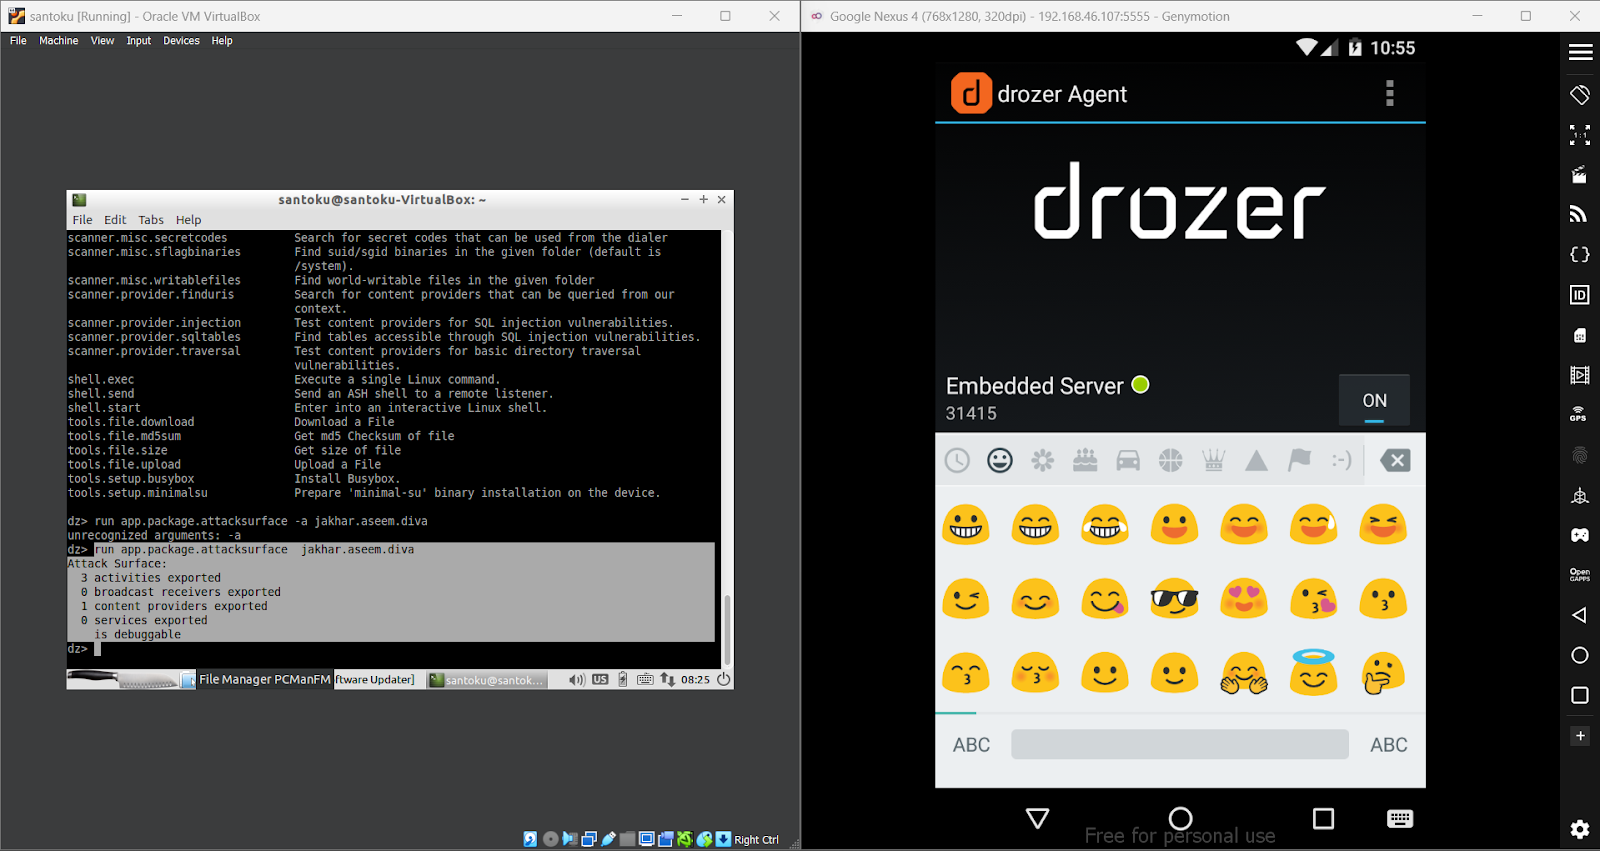 santoku [Running] - Oracle VM VirtualBox
File Machine View Input Devices Help
santoku@santoku-VirtualBox: ~
File Edit Tabs Help
scanner.misc.secretcodes Search for secret codes that can be used from the dialer
scanner.misc.sflagbinaries Find suid/sgid binaries in the given folder (default is
/system).
scanner.misc.writablefiles Find world-writable files in the given folder
scanner.provider.finduris Search for content providers that can be queried from our
context.
scanner.provider.injection Test content providers for SQL injection vulnerabilities.
scanner.provider.sqltables Find tables accessible through SQL injection vulnerabilities.
scanner.provider.traversal Test content providers for basic directory traversal
vulnerabilities.
shell.exec Execute a single Linux command.
shell.send Send an ASH shell to a remote listener.
shell.start Enter into an interactive Linux shell.
tools.file.download Download a File
tools.file.md5sum Get md5 Checksum of file
tools.file.size Get size of file
tools.file.upload Upload a File
tools.setup.busybox Install Busybox.
tools.setup.minimalsu Prepare 'minimal-su' binary installation on the device.
dz> run app.package.attacksurface -a jakhar.aseem.diva
unrecognized arguments: -a
dz> run app.package.attacksurface  jakhar.aseem.diva
Attack Surface:
3 activities exported
0 broadcast receivers exported
1 content providers exported
0 services exported
is debuggable
dz>
File Manager PCManFM ftware Updater] santoku@santok... US 08:25
Right Ctrl
Google Nexus 4 (768x1280, 320dpi) - 192.168.46.107:5555 - Genymotion
10:55
d drozer Agent
drozer
Embedded Server
31415
ON
:-)
ABC ABC
Free for personal use
1:1
ID
GPS
Open
GAPPS